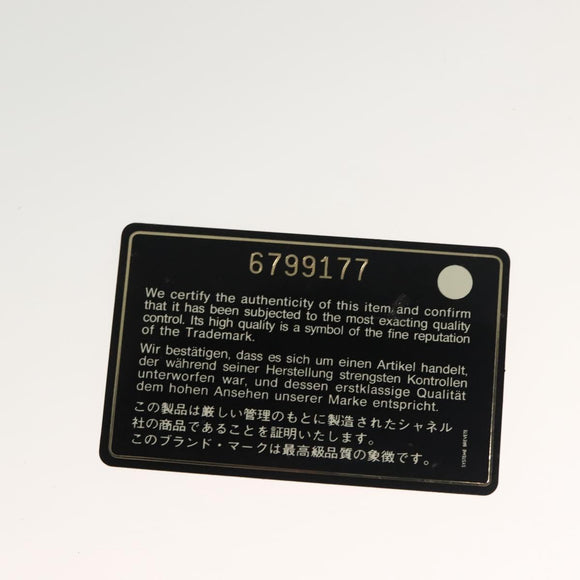 6799177
We certify the authenticity of this item and confirm
that it has been subjected to the most exacting quality
control. Its high quality is a symbol of the fine reputation
of the Trademark.
Wir bestätigen, dass es sich um einen Artikel handelt,
der während seiner Herstellung strengsten Kontrollen
unterworfen war, und dessen erstklassige Qualität
dem hohen Ansehen unserer Marke entspricht.
この製品は厳しい管理のもとに製造されたシャネル
社の商品であることを証明いたします。
このブランド・マークは最高級品質の象徴です。
SYSTEME BREVETE